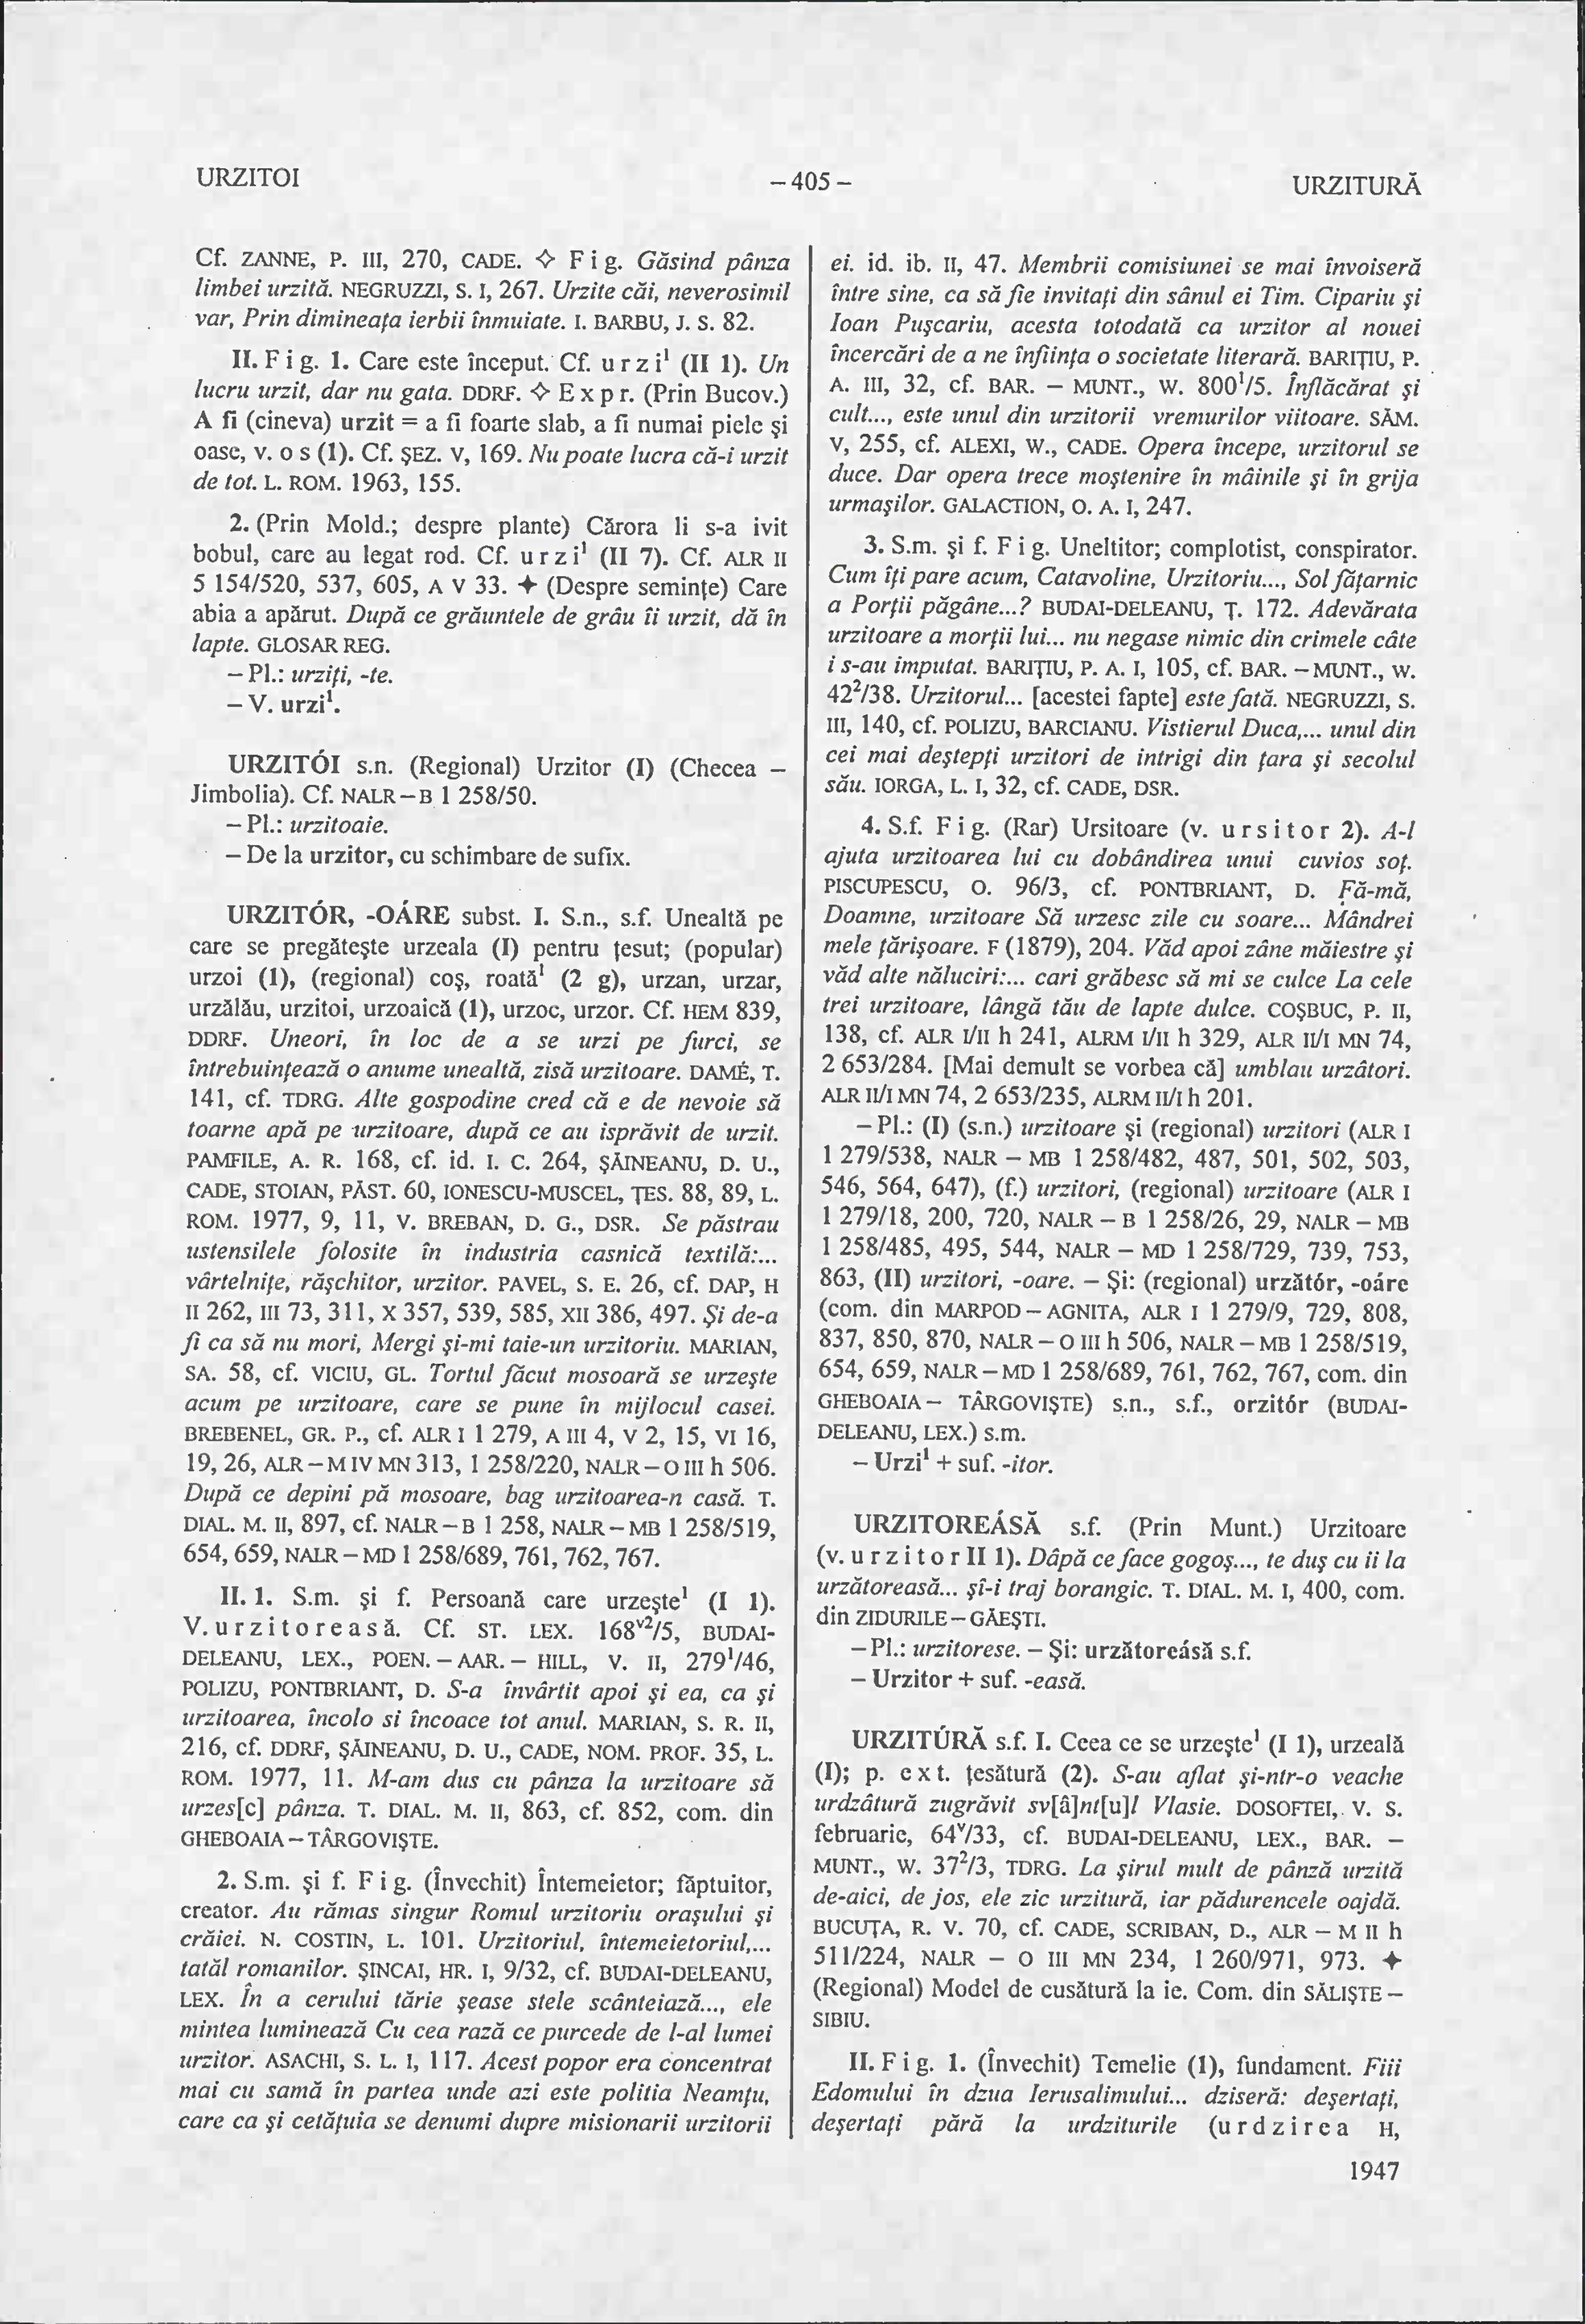 URZITOI
– 405 –
URZITURĂ
Cf. ZANNE, P. III, 270, CADE. ✧ F i g. Găsind pânza
limbei urzită. NEGRUZZI, S. I, 267. Urzite căi, neverosimil
var, Prin dimineaţa ierbii înmuiate. I. BARBU, J. S. 82.
II. F i g. 1. Care este început. Cf. u r z i¹ (II 1). Un
lucru urzit, dar nu gata. DDRF. ✧ E x p r. (Prin Bucov.)
A fi (cineva) urzit = a fi foarte slab, a fi numai piele şi
oase, v. o s (1). Cf. ŞEZ. V, 169. Nu poate lucra că-i urzit
de tot. L. ROM. 1963, 155.
2. (Prin Mold.; despre plante) Cărora li s-a ivit
bobul, care au legat rod. Cf. u r z i¹ (II 7). Cf. ALR II
5 154/520, 537, 605, A V 33. ✦ (Despre seminţe) Care
abia a apărut. După ce grăuntele de grâu îi urzit, dă în
lapte. GLOSAR REG.
– Pl.: urziţi, -te.
– V. urzi¹.
URZITÓI s.n. (Regional) Urzitor (I) (Checea –
Jimbolia). Cf. NALR – B 1 258/50.
– Pl.: urzitoaie.
– De la urzitor, cu schimbare de sufix.
URZITÓR, -OÁRE subst. I. S.n., s.f. Unealtă pe
care se pregăteşte urzeala (I) pentru ţesut; (popular)
urzoi (1), (regional) coş, roată¹ (2 g), urzan, urzar,
urzălău, urzitoi, urzoaică (1), urzoc, urzor. Cf. HEM 839,
DDRF. Uneori, în loc de a se urzi pe furci, se
întrebuinţează o anume unealtă, zisă urzitoare. DAMÉ, T.
141, cf. TDRG. Alte gospodine cred că e de nevoie să
toarne apă pe urzitoare, după ce au isprăvit de urzit.
PAMFILE, A. R. 168, cf. id. I. C. 264, ŞĂINEANU, D. U.,
CADE, STOIAN, PĂST. 60, IONESCU-MUSCEL, ŢES. 88, 89, L.
ROM. 1977, 9, 11, V. BREBAN, D. G., DSR. Se păstrau
ustensilele folosite în industria casnică textilă:...
vârtelniţe, răşchitor, urzitor. PAVEL, S. E. 26, cf. DAP, H
II 262, III 73, 311, X 357, 539, 585, XII 386, 497. Şi de-a
fi ca să nu mori, Mergi şi-mi taie-un urzitoriu. MARIAN,
SA. 58, cf. VICIU, GL. Tortul făcut mosoară se urzeşte
acum pe urzitoare, care se pune în mijlocul casei.
BREBENEL, GR. P., cf. ALR I 1 279, A III 4, V 2, 15, VI 16,
19, 26, ALR – M IV MN 313, 1 258/220, NALR – O III h 506.
După ce depini pă mosoare, bag urzitoarea-n casă. T.
DIAL. M. II, 897, cf. NALR – B 1 258, NALR – MB 1 258/519,
654, 659, NALR – MD 1 258/689, 761, 762, 767.
II. 1. S.m. şi f. Persoană care urzeşte¹ (I 1).
V. u r z i t o r e a s ă. Cf. ST. LEX. 168ᵛ²/5, BUDAI-
DELEANU, LEX., POEN. – AAR. – HILL, V. II, 279¹/46,
POLIZU, PONTBRIANT, D. S-a învârtit apoi şi ea, ca şi
urzitoarea, încolo si încoace tot anul. MARIAN, S. R. II,
216, cf. DDRF, ŞĂINEANU, D. U., CADE, NOM. PROF. 35, L.
ROM. 1977, 11. M-am dus cu pânza la urzitoare să
urzes[c] pânza. T. DIAL. M. II, 863, cf. 852, com. din
GHEBOAIA – TÂRGOVIŞTE.
2. S.m. şi f. F i g. (Învechit) Întemeietor; făptuitor,
creator. Au rămas singur Romul urzitoriu oraşului şi
crăiei. N. COSTIN, L. 101. Urzitoriul, întemeietoriul,...
tatăl romanilor. ŞINCAI, HR. I, 9/32, cf. BUDAI-DELEANU,
LEX. În a cerului tărie şease stele scânteiază..., ele
mintea luminează Cu cea rază ce purcede de l-al lumei
urzitor. ASACHI, S. L. I, 117. Acest popor era concentrat
mai cu samă în partea unde azi este politia Neamţu,
care ca şi cetăţuia se denumi dupre misionarii urzitorii
ei. id. ib. II, 47. Membrii comisiunei se mai învoiseră
între sine, ca să fie invitaţi din sânul ei Tim. Cipariu şi
Ioan Puşcariu, acesta totodată ca urzitor al nouei
încercări de a ne înfiinţa o societate literară. BARIŢIU, P.
A. III, 32, cf. BAR. – MUNT., W. 800¹/5. Înflăcărat şi
cult..., este unul din urzitorii vremurilor viitoare. SĂM.
V, 255, cf. ALEXI, W., CADE. Opera începe, urzitorul se
duce. Dar opera trece moştenire în mâinile şi în grija
urmaşilor. GALACTION, O. A. I, 247.
3. S.m. şi f. F i g. Uneltitor; complotist, conspirator.
Cum îţi pare acum, Catavoline, Urzitoriu..., Sol făţarnic
a Porţii păgâne...? BUDAI-DELEANU, Ţ. 172. Adevărata
urzitoare a morţii lui... nu negase nimic din crimele câte
i s-au imputat. BARIŢIU, P. A. I, 105, cf. BAR. – MUNT., W.
42²/38. Urzitorul... [acestei fapte] este fată. NEGRUZZI, S.
III, 140, cf. POLIZU, BARCIANU. Vistierul Duca,... unul din
cei mai deştepţi urzitori de intrigi din ţara şi secolul
său. IORGA, L. I, 32, cf. CADE, DSR.
4. S.f. F i g. (Rar) Ursitoare (v. u r s i t o r 2). A-l
ajuta urzitoarea lui cu dobândirea unui cuvios soţ.
PISCUPESCU, O. 96/3, cf. PONTBRIANT, D. Fă-mă,
Doamne, urzitoare Să urzesc zile cu soare... Mândrei
mele ţărişoare. F (1879), 204. Văd apoi zâne măiestre şi
văd alte năluciri:... cari grăbesc să mi se culce La cele
trei urzitoare, lângă tău de lapte dulce. COŞBUC, P. II,
138, cf. ALR I/II h 241, ALRM I/II h 329, ALR II/I MN 74,
2 653/284. [Mai demult se vorbea că] umblau urzâtori.
ALR II/I MN 74, 2 653/235, ALRM II/I h 201.
– Pl.: (I) (s.n.) urzitoare şi (regional) urzitori (ALR I
1 279/538, NALR – MB 1 258/482, 487, 501, 502, 503,
546, 564, 647), (f.) urzitori, (regional) urzitoare (ALR I
1 279/18, 200, 720, NALR – B 1 258/26, 29, NALR – MB
1 258/485, 495, 544, NALR – MD 1 258/729, 739, 753,
863, (II) urzitori, -oare. – Şi: (regional) urzătór, -oáre
(com. din MARPOD – AGNITA, ALR I 1 279/9, 729, 808,
837, 850, 870, NALR – O III h 506, NALR – MB 1 258/519,
654, 659, NALR – MD 1 258/689, 761, 762, 767, com. din
GHEBOAIA – TÂRGOVIŞTE) s.n., s.f., orzitór (BUDAI-
DELEANU, LEX.) s.m.
– Urzi¹ + suf. -itor.
URZITOREÁSĂ s.f. (Prin Munt.) Urzitoare
(v. u r z i t o r II 1). Dâpă ce face gogoş..., te duş cu ii la
urzătoreasă... şî-i traj borangic. T. DIAL. M. I, 400, com.
din ZIDURILE – GĂEŞTI.
– Pl.: urzitorese. – Şi: urzătoreásă s.f.
– Urzitor + suf. -easă.
URZITÚRĂ s.f. I. Ceea ce se urzeşte¹ (I 1), urzeală
(I); p. e x t. ţesătură (2). S-au aflat şi-ntr-o veache
urdzâtură zugrăvit sv[â]nt[u]l Vlasie. DOSOFTEI, V. S.
februarie, 64ᵛ/33, cf. BUDAI-DELEANU, LEX., BAR. –
MUNT., W. 37²/3, TDRG. La şirul mult de pânză urzită
de-aici, de jos, ele zic urzitură, iar pădurencele oajdă.
BUCUŢA, R. V. 70, cf. CADE, SCRIBAN, D., ALR – M II h
511/224, NALR – O III MN 234, 1 260/971, 973. ✦
(Regional) Model de cusătură la ie. Com. din SĂLIŞTE –
SIBIU.
II. F i g. 1. (Învechit) Temelie (1), fundament. Fiii
Edomului în dzua Ierusalimului... dziseră: deşertaţi,
deşertaţi pără la urdziturile (u r d z i r e a H,
1947